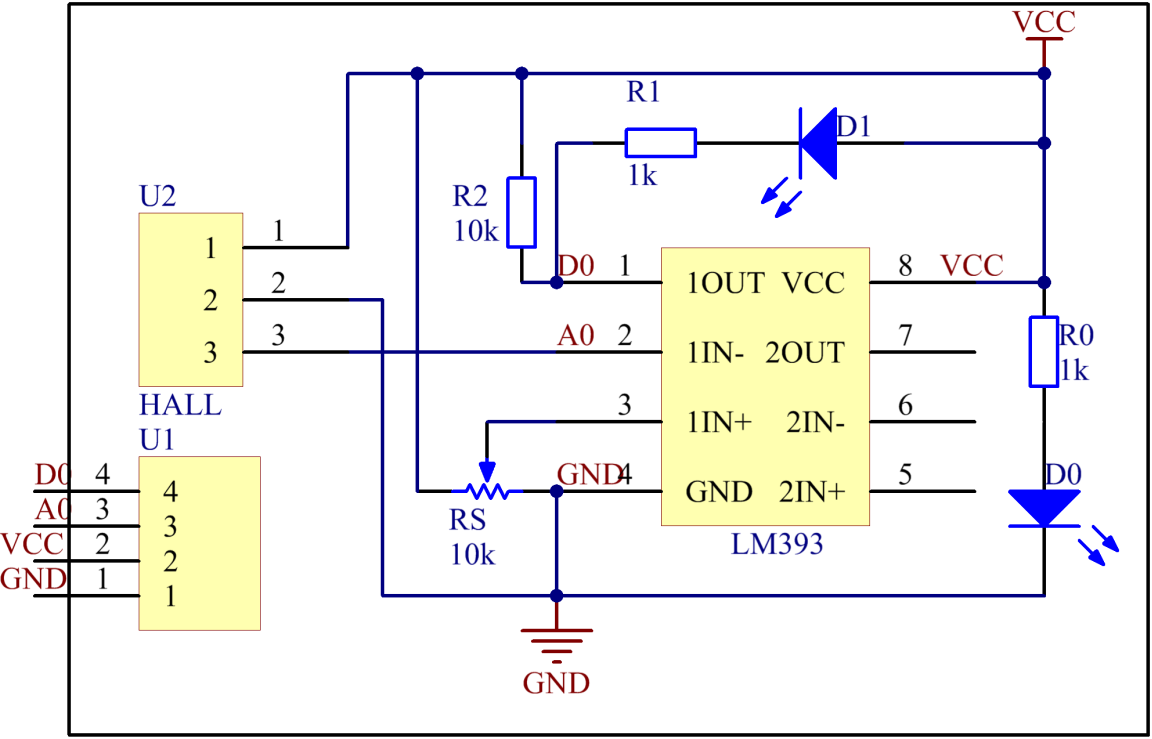 VCC
R1
D1
1k
U2
R2
10k
1
1
2
2
3
3
HALL
D0
1
1OUT
VCC
8
VCC
A0
2
1IN-
2OUT
7
3
1IN+
2IN-
6
GND
4
GND
2IN+
5
LM393
R0
1k
D0
RS
10k
U1
D0
4
4
A0
3
3
VCC
2
2
GND
1
1
GND